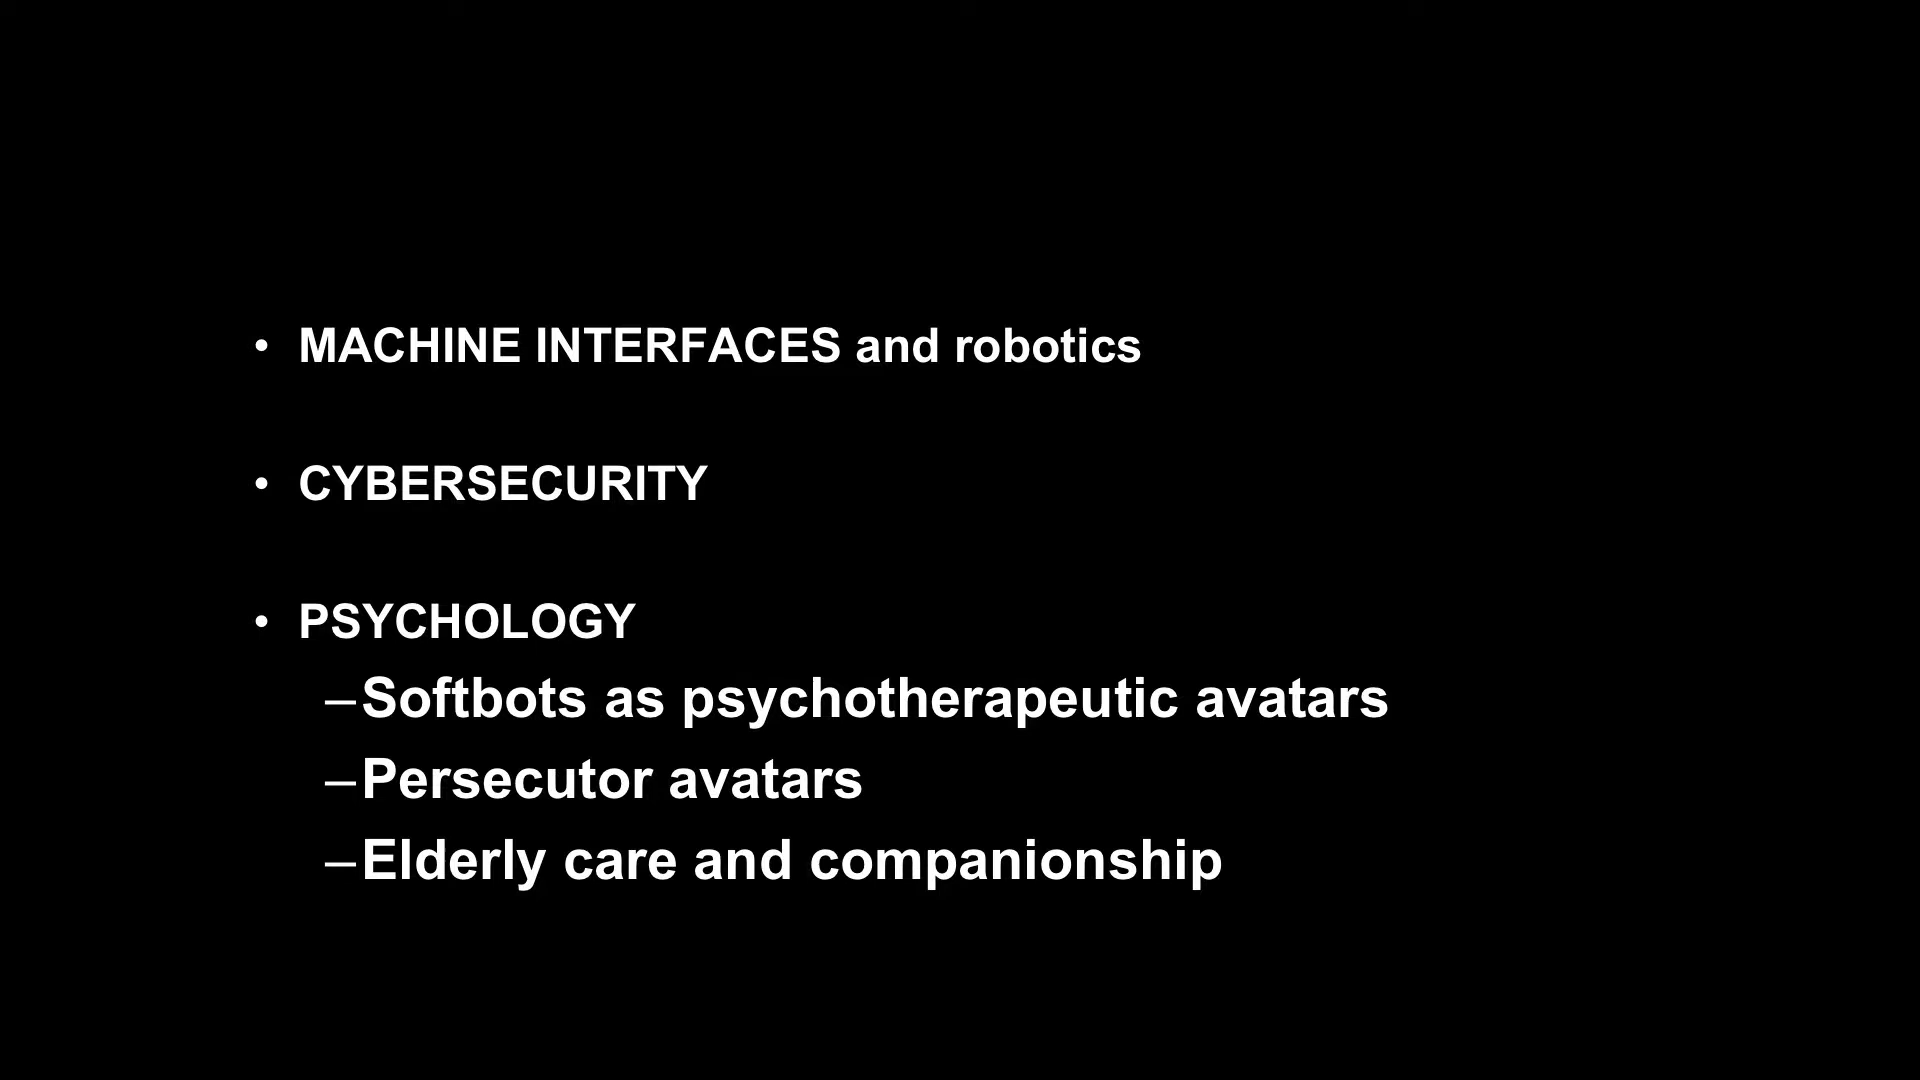 • MACHINE INTERFACES and robotics
• CYBERSECURITY
• PSYCHOLOGY
–Softbots as psychotherapeutic avatars
–Persecutor avatars
–Elderly care and companionship